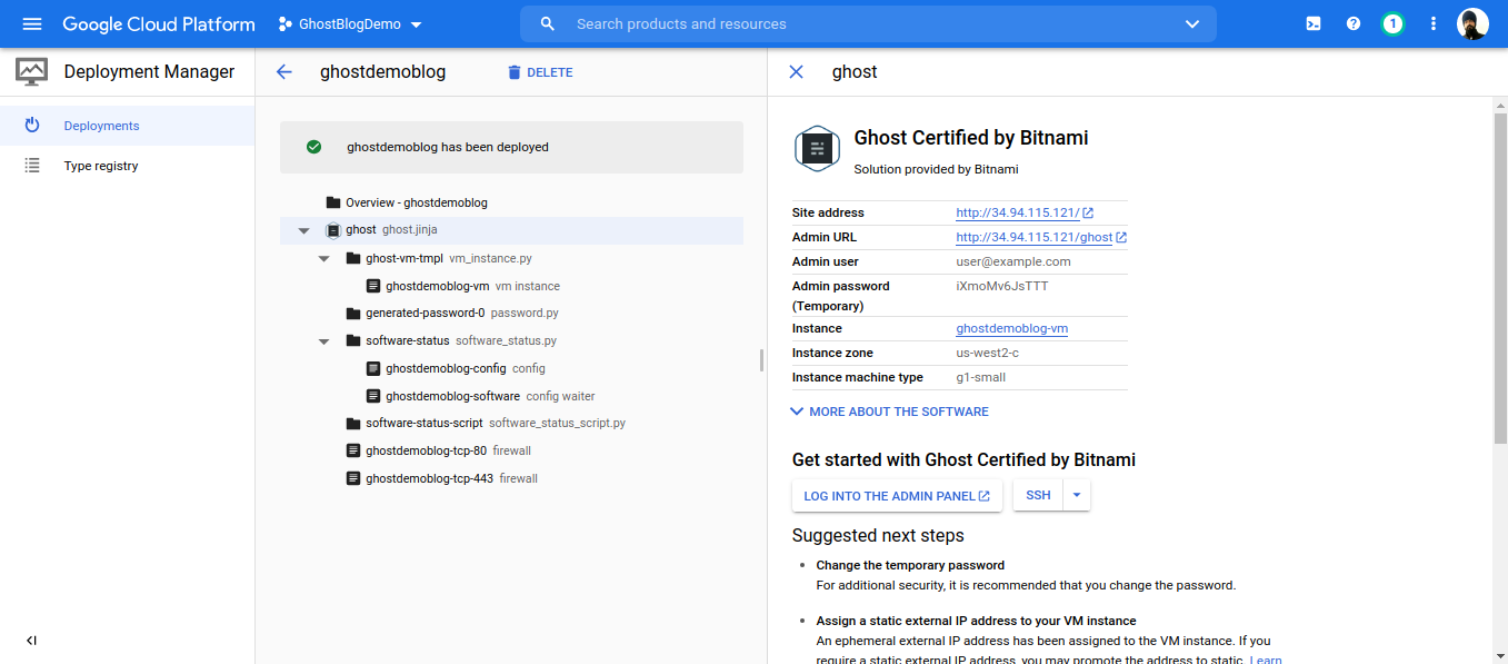 Google Cloud Platform GhostBlogDemo Search products and resources 1
Deployment Manager
Deployments
Type registry
ghostdemoblog DELETE
ghostdemoblog has been deployed
Overview - ghostdemoblog
ghost ghost.jinja
ghost-vm-tmpl vm_instance.py
ghostdemoblog-vm vm instance
generated-password-0 password.py
software-status software_status.py
ghostdemoblog-config config
ghostdemoblog-software config waiter
software-status-script software_status_script.py
ghostdemoblog-tcp-80 firewall
ghostdemoblog-tcp-443 firewall
ghost
Ghost Certified by Bitnami
Solution provided by Bitnami
Site address http://34.94.115.121/
Admin URL http://34.94.115.121/ghost
Admin user user@example.com
Admin password iXmoMv6JsTTT
(Temporary)
Instance ghostdemoblog-vm
Instance zone us-west2-c
Instance machine type g1-small
MORE ABOUT THE SOFTWARE
Get started with Ghost Certified by Bitnami
LOG INTO THE ADMIN PANEL SSH
Suggested next steps
• Change the temporary password
For additional security, it is recommended that you change the password.
• Assign a static external IP address to your VM instance
An ephemeral external IP address has been assigned to the VM instance. If you
require a static external IP address, you may promote the address to static. Learn